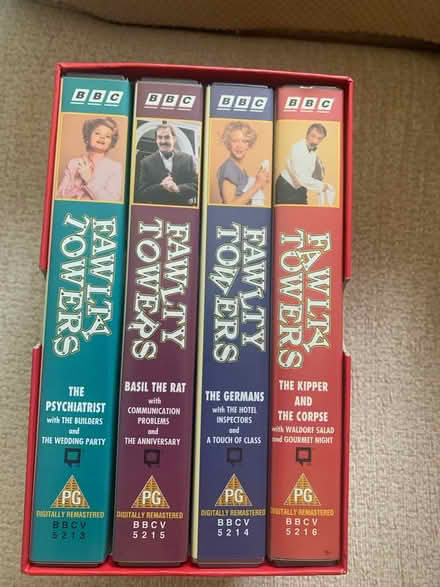 BBC
FAWLTY
TOWERS
THE
PSYCHIATRIST
with THE BUILDERS
and
THE WEDDING PARTY
PG
DIGITALLY REMASTERED
BBCV
5213
BBC
FAWLTY
TOWERS
BASIL THE RAT
with
COMMUNICATION
PROBLEMS
and
THE ANNIVERSARY
PG
DIGITALLY REMASTERED
BBCV
5215
BBC
FAWLTY
TOWERS
THE GERMANS
with THE HOTEL
INSPECTORS
and
A TOUCH OF CLASS
PG
DIGITALLY REMASTERED
BBCV
5214
BBC
FAWLTY
TOWERS
THE KIPPER
AND
THE CORPSE
with WALDORF SALAD
and GOURMET NIGHT
PG
DIGITALLY REMASTERED
BBCV
5216